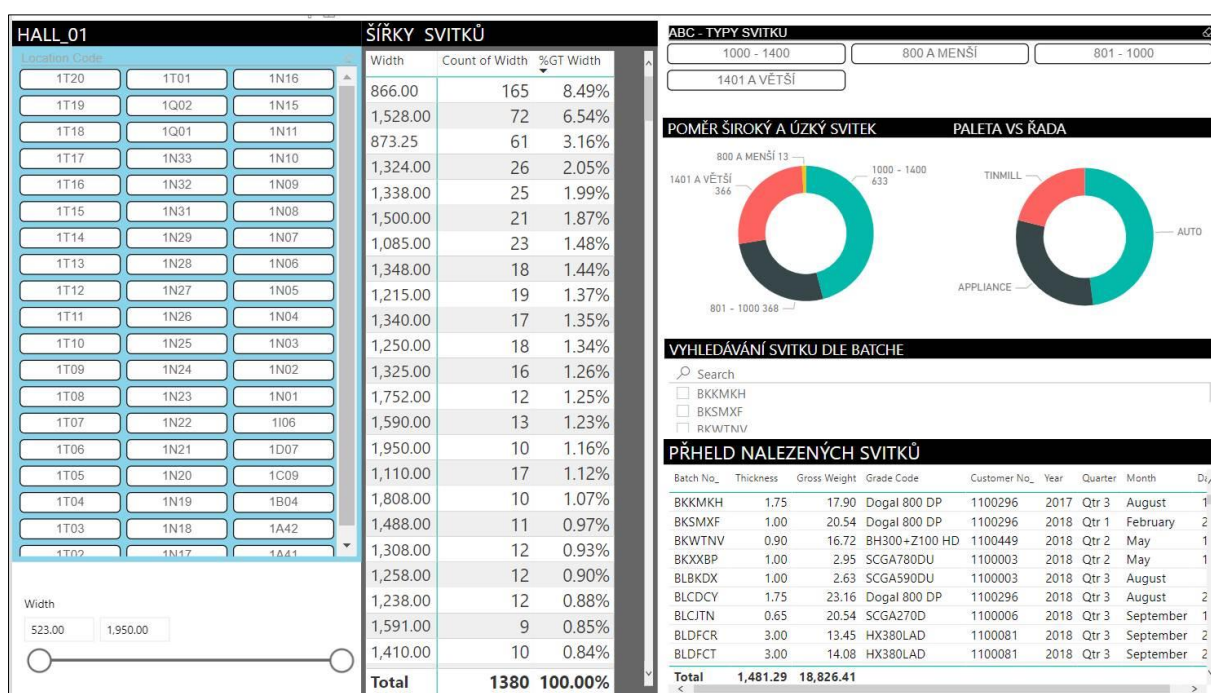 HALL_01
Location Code
1T20 1T01 1N16
1T19 1Q02 1N15
1T18 1Q01 1N11
1T17 1N33 1N10
1T16 1N32 1N09
1T15 1N31 1N08
1T14 1N29 1N07
1T13 1N28 1N06
1T12 1N27 1N05
1T11 1N26 1N04
1T10 1N25 1N03
1T09 1N24 1N02
1T08 1N23 1N01
1T07 1N22 1I06
1T06 1N21 1D07
1T05 1N20 1C09
1T04 1N19 1B04
1T03 1N18 1A42
1T02 1N17 1A41
Width
523.00 1,950.00
ŠÍŘKY SVITKŮ
Width Count of Width %GT Width
866.00 165 8.49%
1,528.00 72 6.54%
873.25 61 3.16%
1,324.00 26 2.05%
1,338.00 25 1.99%
1,500.00 21 1.87%
1,085.00 23 1.48%
1,348.00 18 1.44%
1,215.00 19 1.37%
1,340.00 17 1.35%
1,250.00 18 1.34%
1,325.00 16 1.26%
1,752.00 12 1.25%
1,590.00 13 1.23%
1,950.00 10 1.16%
1,110.00 17 1.12%
1,808.00 10 1.07%
1,488.00 11 0.97%
1,308.00 12 0.93%
1,258.00 12 0.90%
1,238.00 12 0.88%
1,591.00 9 0.85%
1,410.00 10 0.84%
Total 1380 100.00%
ABC - TYPY SVITKU
1000 - 1400 800 A MENŠÍ 801 - 1000
1401 A VĚTŠÍ
POMĚR ŠIROKÝ A ÚZKÝ SVITEK
800 A MENŠÍ 13
1000 - 1400
633
1401 A VĚTŠÍ
366
801 - 1000 368
PALETA VS ŘADA
TINMILL
AUTO
APPLIANCE
VYHLEDÁVÁNÍ SVITKU DLE BATCHE
Search
BKKMKH
BKSMXF
BKWTNV
PŘHELD NALEZENÝCH SVITKŮ
Batch No_ Thickness Gross Weight Grade Code Customer No_ Year Quarter Month
BKKMKH 1.75 17.90 Dogal 800 DP 1100296 2017 Qtr 3 August 1
BKSMXF 1.00 20.54 Dogal 800 DP 1100296 2018 Qtr 1 February 2
BKWTNV 0.90 16.72 BH300+Z100 HD 1100449 2018 Qtr 2 May 1
BKXXBP 1.00 2.95 SCGA780DU 1100003 2018 Qtr 2 May 1
BLBKDX 1.00 2.63 SCGA590DU 1100003 2018 Qtr 3 August
BLCDCY 1.75 23.16 Dogal 800 DP 1100296 2018 Qtr 3 August 2
BLCJTN 0.65 20.54 SCGA270D 1100006 2018 Qtr 3 September 1
BLDFCR 3.00 13.45 HX380LAD 1100081 2018 Qtr 3 September 2
BLDFCT 3.00 14.08 HX380LAD 1100081 2018 Qtr 3 September 2
Total 1,481.29 18,826.41